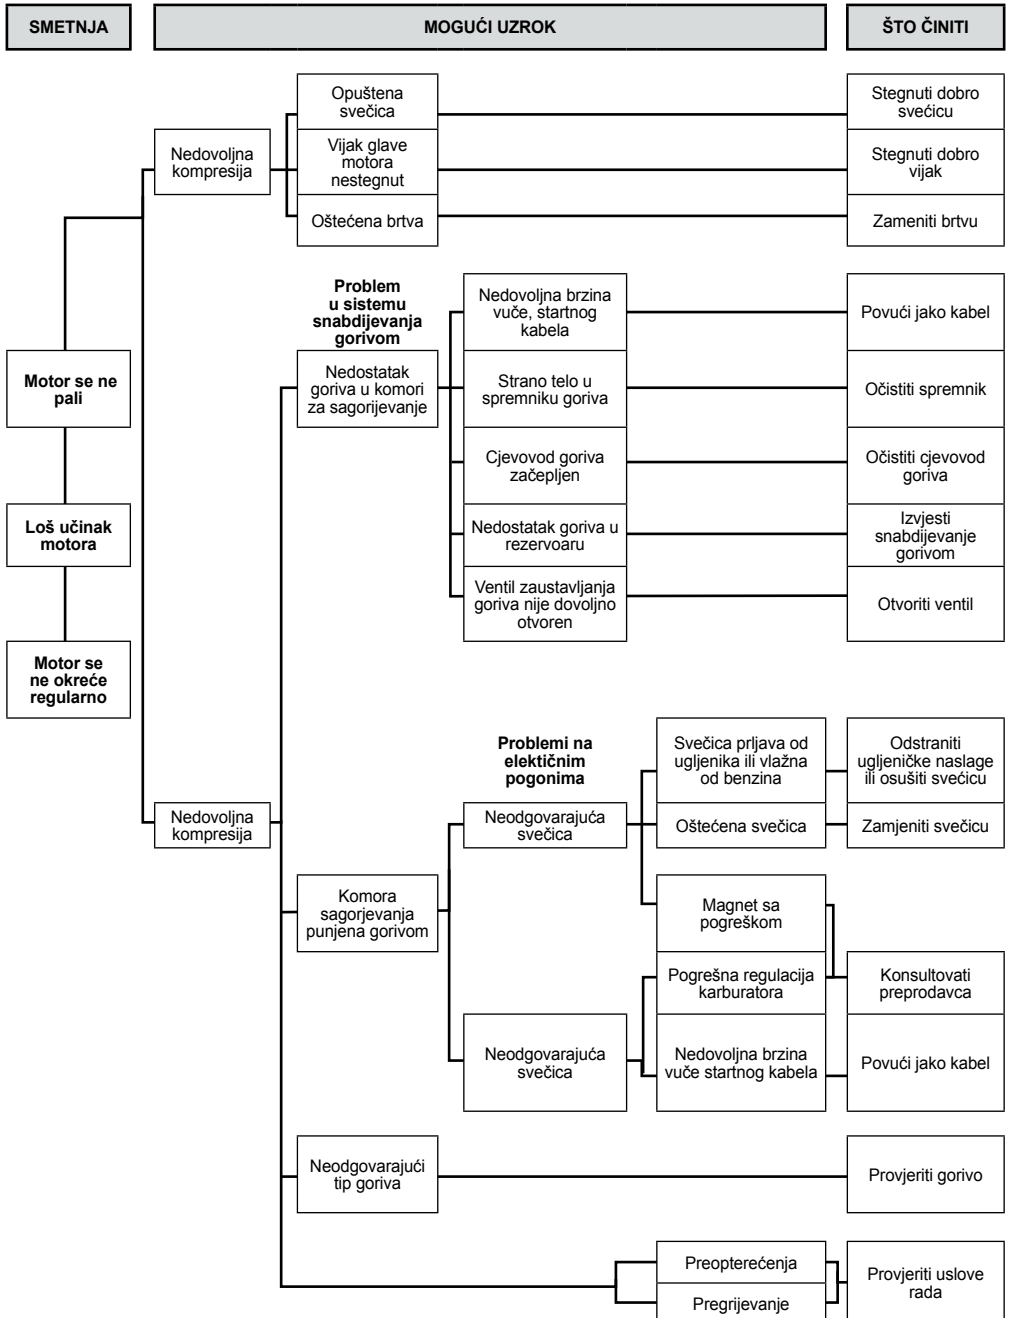 SMETNJA
MOGUĆI UZROK
ŠTO ČINITI
Opuštena
svečica
Stegnuti dobro
svećicu
Nedovoljna
kompresija
Vijak glave
motora
nestegnut
Stegnuti dobro
vijak
Oštećena brtva
Zameniti brtvu
Problem
u sistemu
snabdijevanja
gorivom
Nedovoljna brzina
vuče, startnog
kabela
Povući jako kabel
Motor se ne
pali
Nedostatak
goriva u komori
za sagorijevanje
Strano telo u
spremniku goriva
Očistiti spremnik
Cjevovod goriva
začepljen
Očistiti cjevovod
goriva
Loš učinak
motora
Nedostatak goriva u
rezervoaru
Izvjesti
snabdijevanje
gorivom
Ventil zaustavljanja
goriva nije dovoljno
otvoren
Otvoriti ventil
Motor se
ne okreće
regularno
Problemi na
elektičnim
pogonima
Svečica prljava od
ugljenika ili vlažna
od benzina
Odstraniti
ugljeničke naslage
ili osušiti svećicu
Nedovoljna
kompresija
Neodgovarajuća
svečica
Oštećena svečica
Zamjeniti svečicu
Komora
sagorjevanja
punjena gorivom
Magnet sa
pogreškom
Pogrešna regulacija
karburatora
Konsultovati
preprodavca
Neodgovarajuća
svečica
Nedovoljna brzina
vuče startnog kabela
Povući jako kabel
Neodgovarajući
tip goriva
Provjeriti gorivo
Preopterećenja
Pregrijevanje
Provjeriti uslove
rada